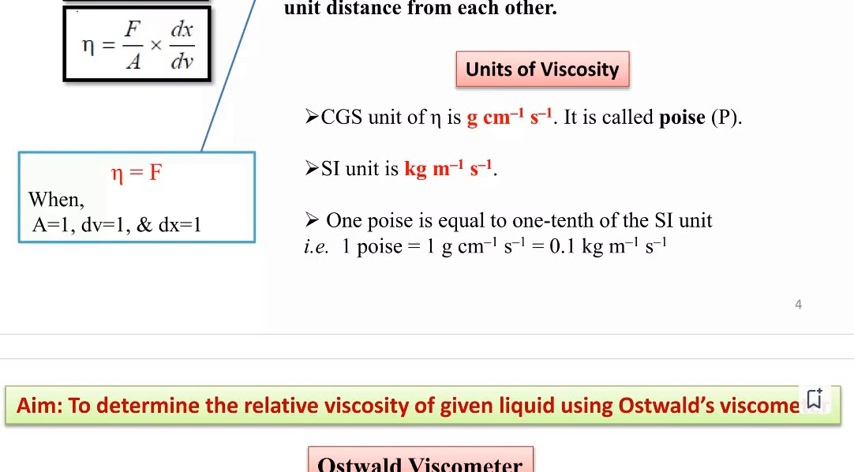 unit distance from each other.
η = F/A × dx/dv
Units of Viscosity
➢CGS unit of η is g cm⁻¹ s⁻¹. It is called poise (P).
η = F
When,
A=1, dv=1, & dx=1
➢SI unit is kg m⁻¹ s⁻¹.
➢ One poise is equal to one-tenth of the SI unit
i.e. 1 poise = 1 g cm⁻¹ s⁻¹ = 0.1 kg m⁻¹ s⁻¹
4
Aim: To determine the relative viscosity of given liquid using Ostwald's viscome
Ostwald Viscometer